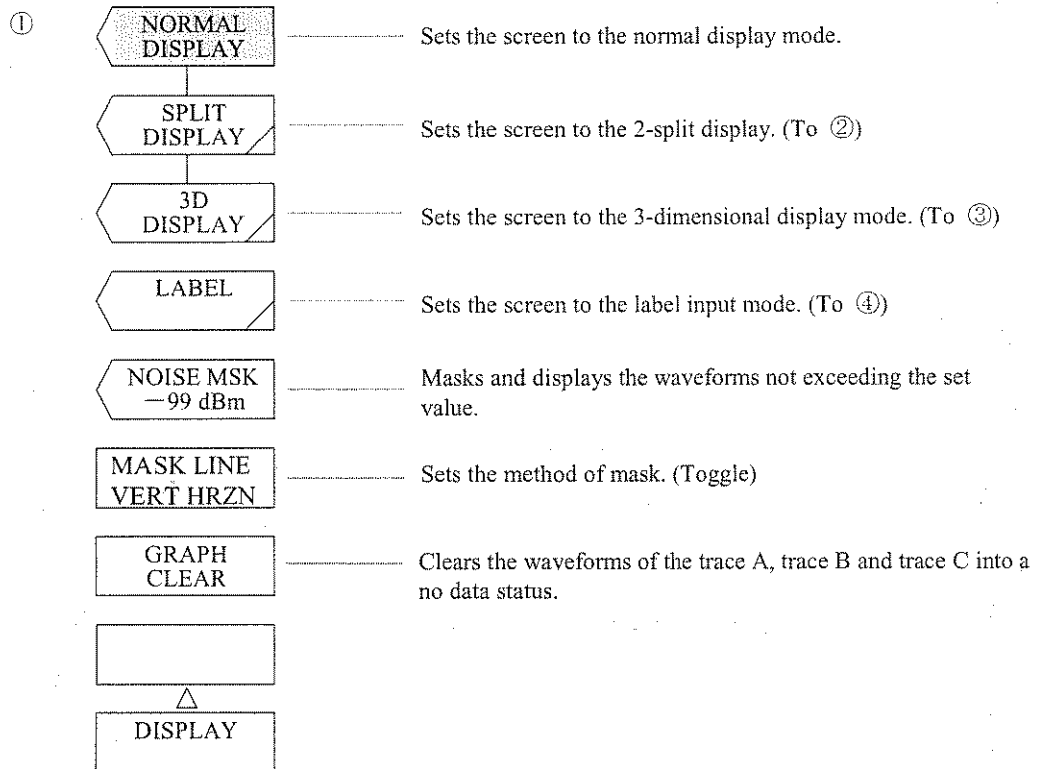 ①
NORMAL
DISPLAY
Sets the screen to the normal display mode.
SPLIT
DISPLAY
Sets the screen to the 2-split display. (To ②)
3D
DISPLAY
Sets the screen to the 3-dimensional display mode. (To ③)
LABEL
Sets the screen to the label input mode. (To ④)
NOISE MSK
—99 dBm
Masks and displays the waveforms not exceeding the set
value.
MASK LINE
VERT HRZN
Sets the method of mask. (Toggle)
GRAPH
CLEAR
Clears the waveforms of the trace A, trace B and trace C into a
no data status.
DISPLAY